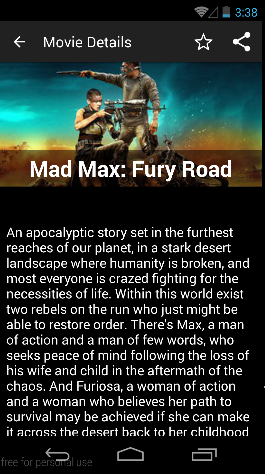 3:38
Movie Details
Mad Max: Fury Road
An apocalyptic story set in the furthest
reaches of our planet, in a stark desert
landscape where humanity is broken, and
most everyone is crazed fighting for the
necessities of life. Within this world exist
two rebels on the run who just might be
able to restore order. There's Max, a man
of action and a man of few words, who
seeks peace of mind following the loss of
his wife and child in the aftermath of the
chaos. And Furiosa, a woman of action
and a woman who believes her path to
survival may be achieved if she can make
it across the desert back to her childhood
free for personal use